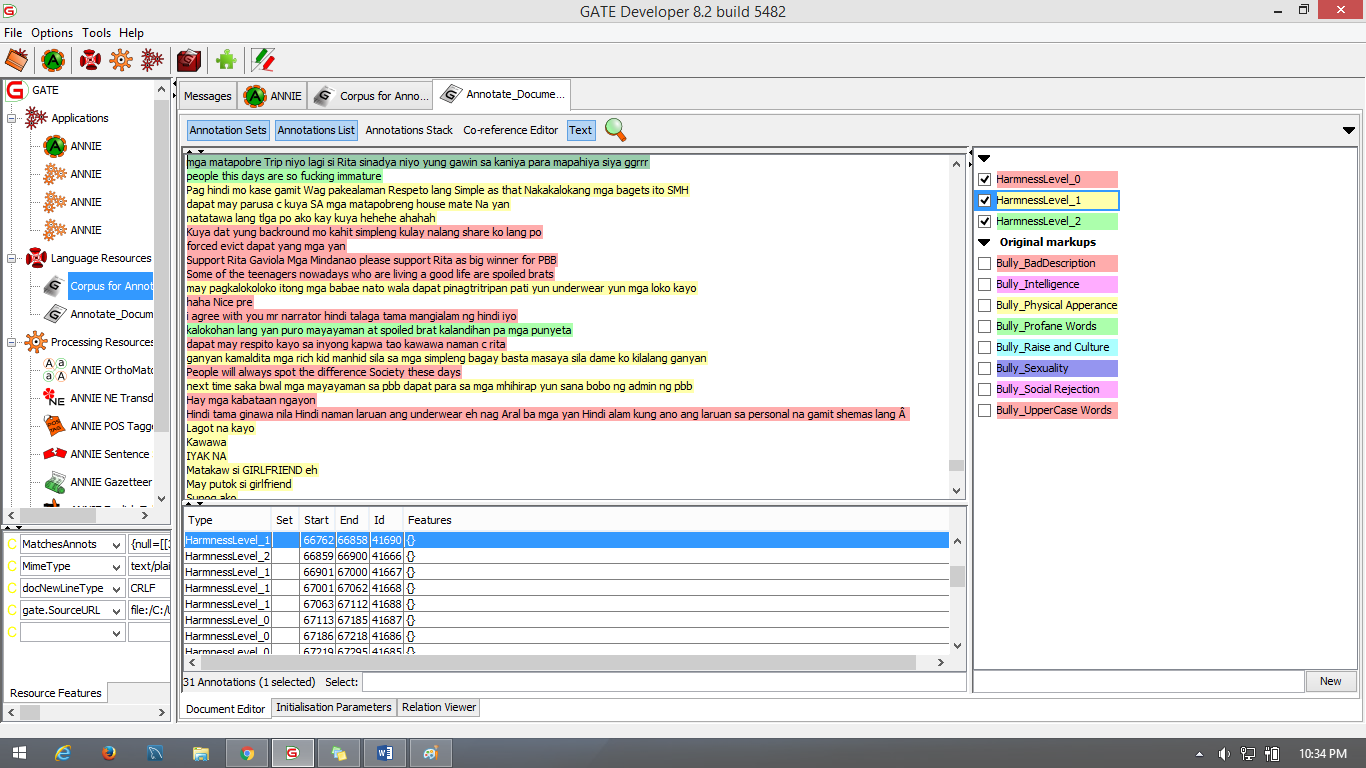 GATE Developer 8.2 build 5482
File Options Tools Help
GATE
Applications
ANNIE
ANNIE
ANNIE
ANNIE
Language Resources
Corpus for Annot
Annotate_Docum
Processing Resources
ANNIE OrthoMatc
ANNIE NE Transd
ANNIE POS Tagge
ANNIE Sentence
ANNIE Gazetteer
C MatchesAnnots {null=[[3
C MimeType text/plai
C docNewLineType CRLF
C gate.SourceURL file:/C:/U
C
Resource Features
Messages ANNIE Corpus for Anno... Annotate_Docume...
Annotation Sets Annotations List Annotations Stack Co-reference Editor Text
mga matapobre Trip niyo lagi si Rita sinadya niyo yung gawin sa kaniya para mapahiya siya ggrrr
people this days are so fucking immature
Pag hindi mo kase gamit Wag pakealaman Respeto lang Simple as that Nakakalokang mga bagets ito SMH
dapat may parusa c kuya SA mga matapobreng house mate Na yan
natatawa lang tlga po ako kay kuya hehehe ahahah
Kuya dat yung backround mo kahit simpleng kulay nalang share ko lang po
forced evict dapat yang mga yan
Support Rita Gaviola Mga Mindanao please support Rita as big winner for PBB
Some of the teenagers nowadays who are living a good life are spoiled brats
may pagkalokoloko itong mga babae nato wala dapat pinagtritripan pati yun underwear yun mga loko kayo
haha Nice pre
i agree with you mr narrator hindi talaga tama mangialam ng hindi iyo
kalokohan lang yan puro mayayaman at spoiled brat kalandihan pa mga punyeta
dapat may respito kayo sa inyong kapwa tao kawawa naman c rita
ganyan kamaldita mga rich kid manhid sila sa mga simpleng bagay basta masaya sila dame ko kilalang ganyan
People will always spot the difference Society these days
next time saka bwal mga mayayaman sa pbb dapat para sa mga mhihirap yun sana bobo ng admin ng pbb
Hay mga kabataan ngayon
Hindi tama ginawa nila Hindi naman laruan ang underwear eh nag Aral ba mga yan Hindi alam kung ano ang laruan sa personal na gamit shemas lang Â
Lagot na kayo
Kawawa
IYAK NA
Matakaw si GIRLFRIEND eh
May putok si girlfriend
Sunog ako
Type Set Start End Id Features
HarmnessLevel_1 66762 66858 41690 {}
HarmnessLevel_2 66859 66900 41666 {}
HarmnessLevel_1 66901 67000 41667 {}
HarmnessLevel_1 67001 67062 41668 {}
HarmnessLevel_1 67063 67112 41688 {}
HarmnessLevel_0 67113 67185 41687 {}
HarmnessLevel_0 67186 67218 41686 {}
HarmnessLevel_0 67219 67295 41685 {}
31 Annotations (1 selected) Select:
Document Editor Initialisation Parameters Relation Viewer
HarmnessLevel_0
HarmnessLevel_1
HarmnessLevel_2
Original markups
Bully_BadDescription
Bully_Intelligence
Bully_Physical Apperance
Bully_Profane Words
Bully_Raise and Culture
Bully_Sexuality
Bully_Social Rejection
Bully_UpperCase Words
New
10:34 PM